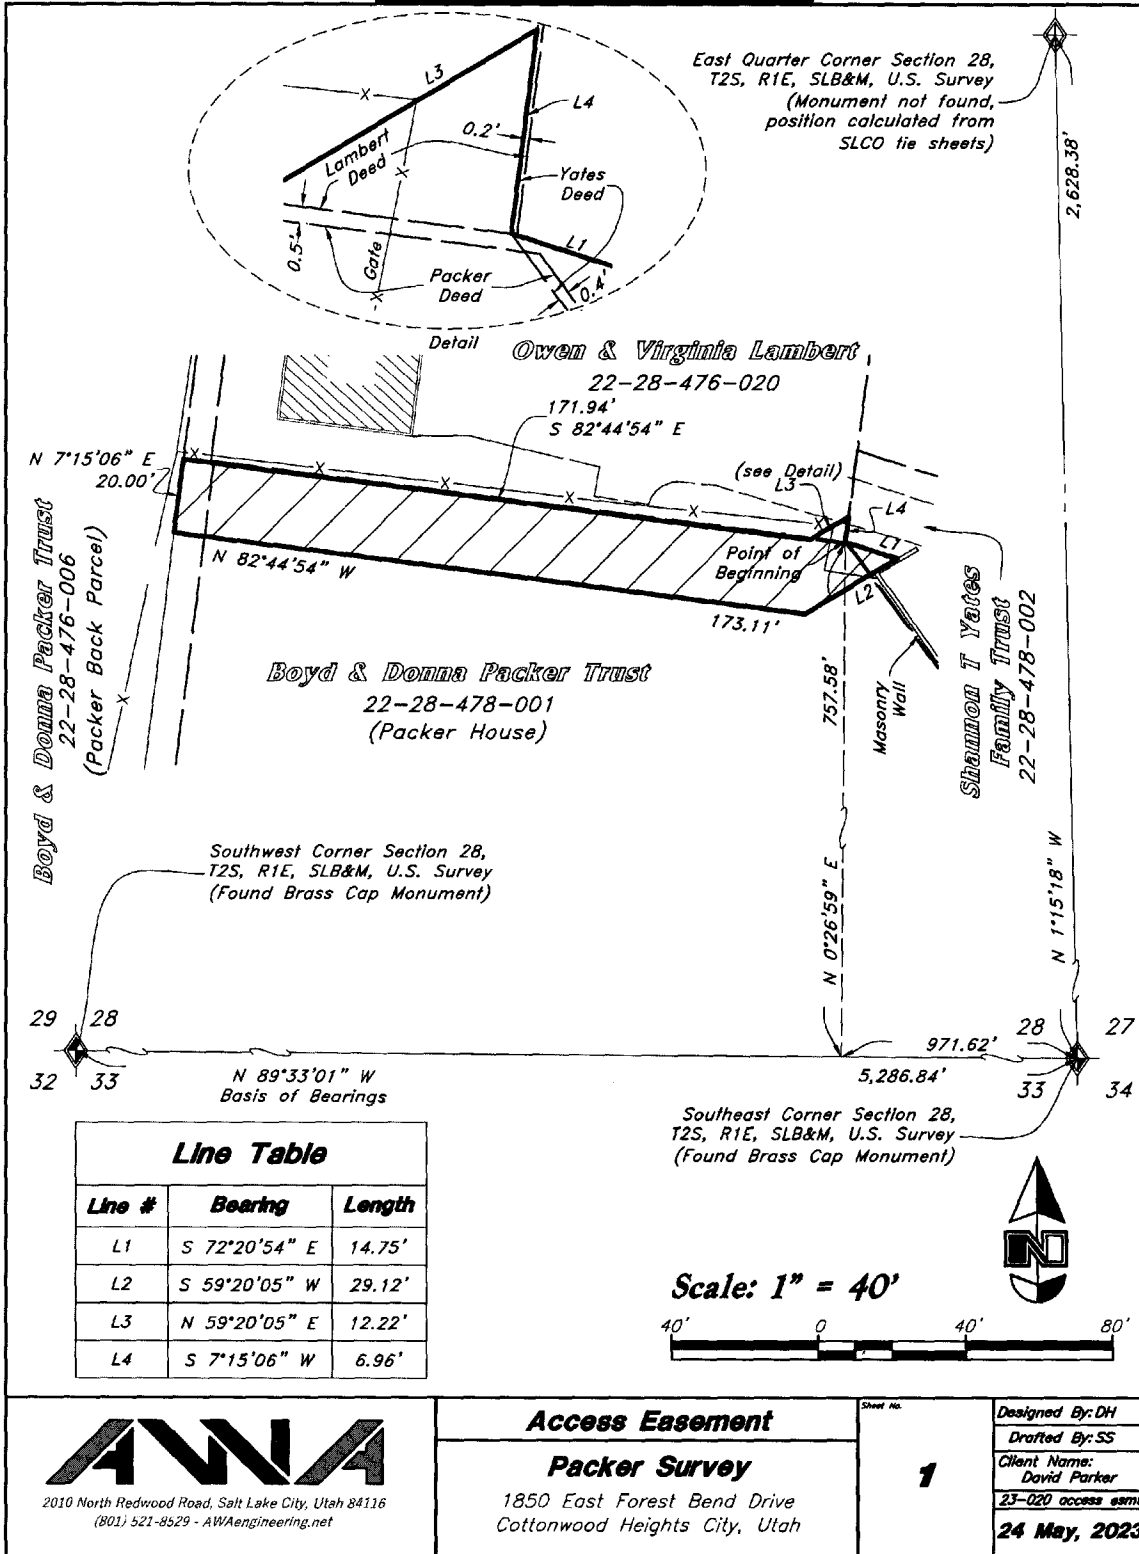 East Quarter Corner Section 28,
T2S, R1E, SLB&M, U.S. Survey
(Monument not found,
position calculated from
SLCO tie sheets)
2,628.38'
L3
X
L4
0.2'
Lambert
Deed
X
Yates
Deed
0.5'
Gate
L1
Packer
Deed
0.4'
X
Detail
Owen & Virginia Lambert
22-28-476-020
171.94'
S 82°44'54" E
N 7°15'06" E
20.00'
X X X X X X
(see Detail)
L3
L4
L1
Point of
Beginning
L2
N 82°44'54" W
173.11'
Boyd & Donna Packer Trust
22-28-476-006
(Packer Back Parcel)
X
Boyd & Donna Packer Trust
22-28-478-001
(Packer House)
757.58'
Masonry
Wall
Shannon T Yates
Family Trust
22-28-478-002
Southwest Corner Section 28,
T2S, R1E, SLB&M, U.S. Survey
(Found Brass Cap Monument)
N 0°26'59" E
N 1°15'18" W
29 28
32 33
N 89°33'01" W
Basis of Bearings
971.62'
5,286.84'
28 27
33 34
Southeast Corner Section 28,
T2S, R1E, SLB&M, U.S. Survey
(Found Brass Cap Monument)
Line Table
Line # Bearing Length
L1 S 72°20'54" E 14.75'
L2 S 59°20'05" W 29.12'
L3 N 59°20'05" E 12.22'
L4 S 7°15'06" W 6.96'
N
Scale: 1" = 40'
40' 0 40' 80'
AWA
2010 North Redwood Road, Salt Lake City, Utah 84116
(801) 521-8529 - AWAengineering.net
Access Easement
Packer Survey
1850 East Forest Bend Drive
Cottonwood Heights City, Utah
Sheet No.
1
Designed By: DH
Drafted By: SS
Client Name:
David Parker
23-020 access esmt
24 May, 2023